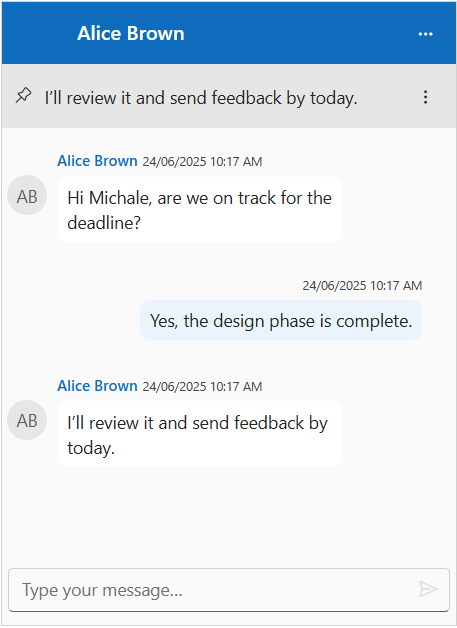 Alice Brown
I’ll review it and send feedback by today.
Alice Brown 24/06/2025 10:17 AM
AB
Hi Michale, are we on track for the
deadline?
24/06/2025 10:17 AM
Yes, the design phase is complete.
Alice Brown 24/06/2025 10:17 AM
AB
I’ll review it and send feedback by
today.
Type your message...